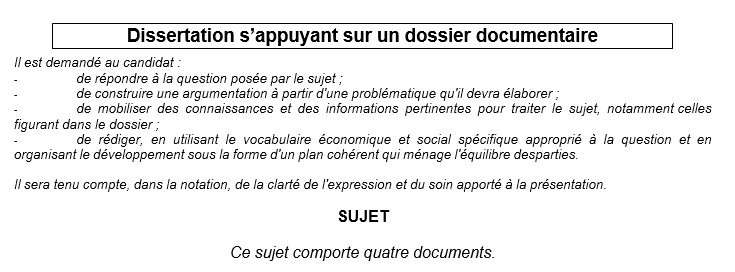 Dissertation s'appuyant sur un dossier documentaire
Il est demandé au candidat :
- de répondre à la question posée par le sujet ;
- de construire une argumentation à partir d'une problématique qu'il devra élaborer ;
- de mobiliser des connaissances et des informations pertinentes pour traiter le sujet, notamment celles
figurant dans le dossier ;
- de rédiger, en utilisant le vocabulaire économique et social spécifique approprié à la question et en
organisant le développement sous la forme d'un plan cohérent qui ménage l'équilibre desparties.
Il sera tenu compte, dans la notation, de la clarté de l'expression et du soin apporté à la présentation.
SUJET
Ce sujet comporte quatre documents.